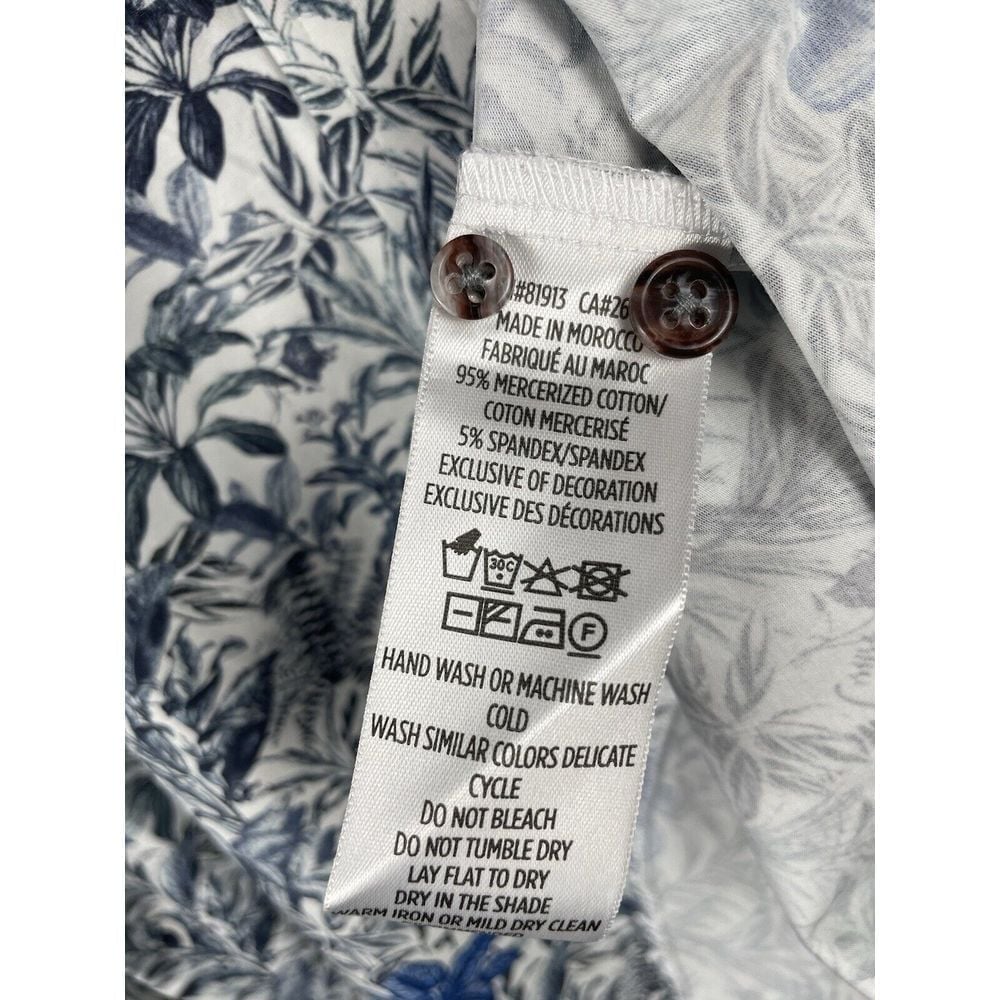 #81913 CA#26
MADE IN MOROCCO
FABRIQUÉ AU MAROC
95% MERCERIZED COTTON/
COTON MERCERISÉ
5% SPANDEX/SPANDEX
EXCLUSIVE OF DECORATION
EXCLUSIVE DES DÉCORATIONS
30C
F
HAND WASH OR MACHINE WASH
COLD
WASH SIMILAR COLORS DELICATE
CYCLE
DO NOT BLEACH
DO NOT TUMBLE DRY
LAY FLAT TO DRY
DRY IN THE SHADE
WARM IRON OR MILD DRY CLEAN